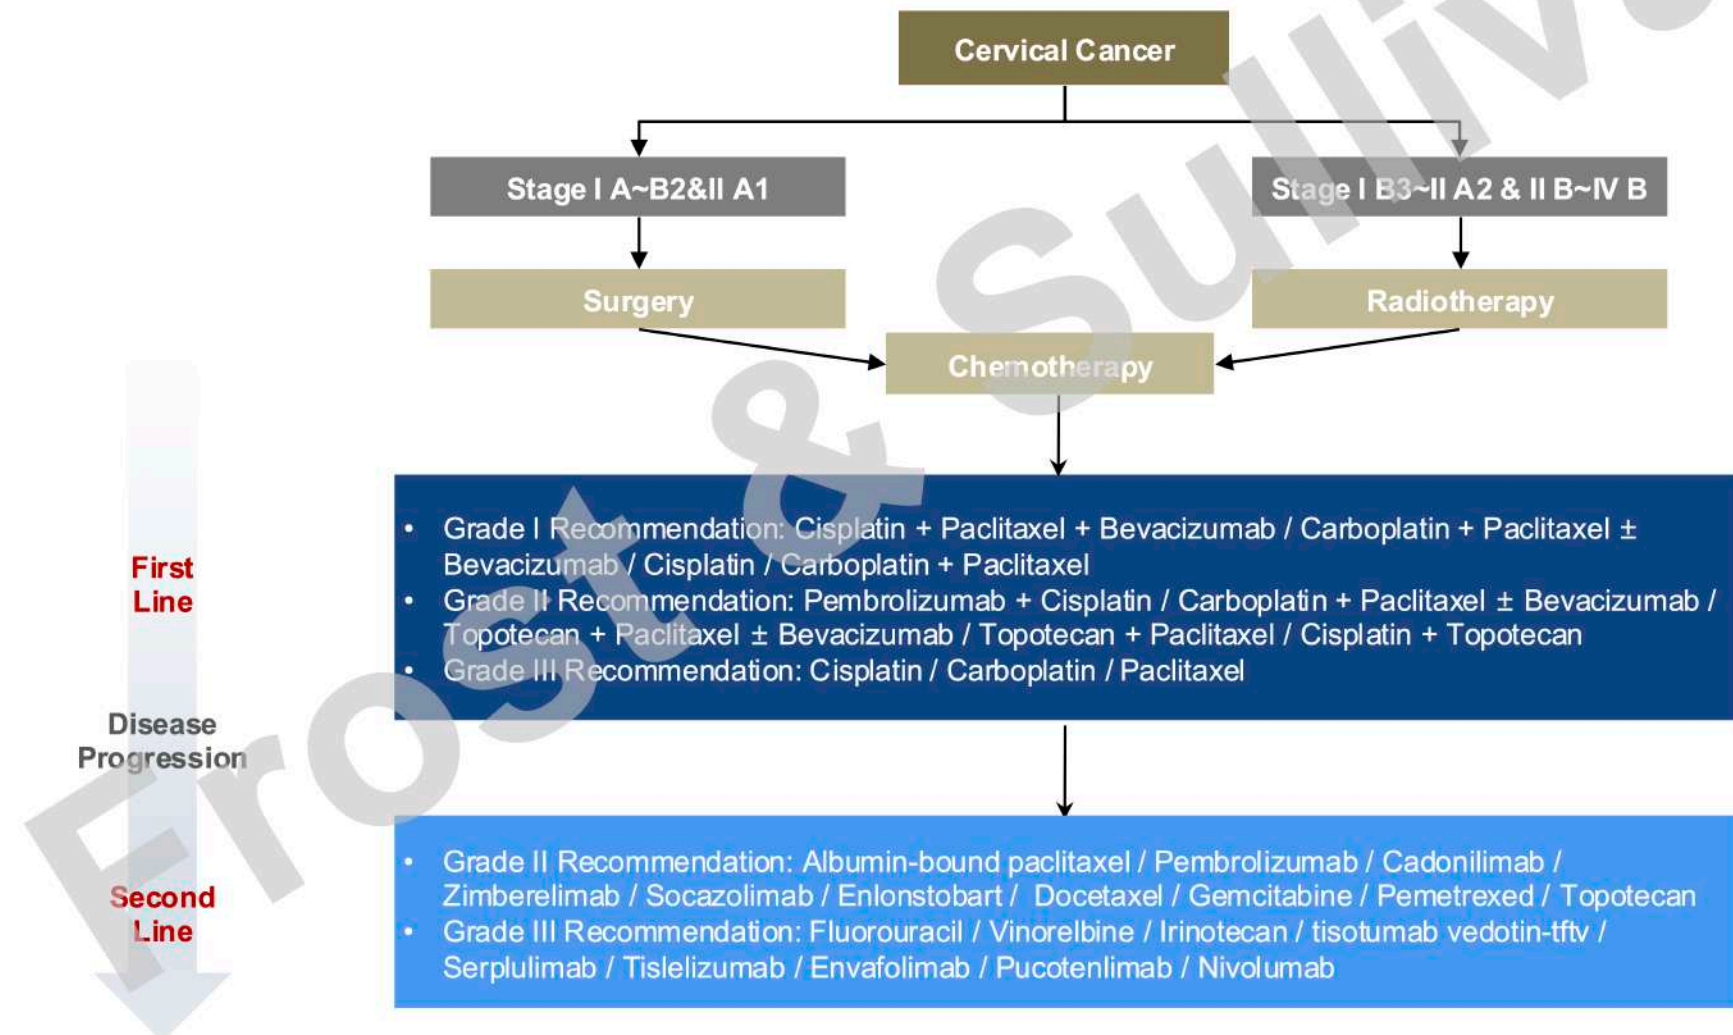 Cervical Cancer
Stage I A~B2&II A1
Stage I B3~II A2 & II B~IV B
Surgery
Radiotherapy
Chemotherapy
First
Line
• Grade I Recommendation: Cisplatin + Paclitaxel + Bevacizumab / Carboplatin + Paclitaxel ±
Bevacizumab / Cisplatin / Carboplatin + Paclitaxel
• Grade II Recommendation: Pembrolizumab + Cisplatin / Carboplatin + Paclitaxel ± Bevacizumab /
Topotecan + Paclitaxel ± Bevacizumab / Topotecan + Paclitaxel / Cisplatin + Topotecan
• Grade III Recommendation: Cisplatin / Carboplatin / Paclitaxel
Disease
Progression
Second
Line
• Grade II Recommendation: Albumin-bound paclitaxel / Pembrolizumab / Cadonilimab /
Zimberelimab / Socazolimab / Enlonstobart / Docetaxel / Gemcitabine / Pemetrexed / Topotecan
• Grade III Recommendation: Fluorouracil / Vinorelbine / Irinotecan / tisotumab vedotin-tftv /
Serplulimab / Tislelizumab / Envafolimab / Pucotenlimab / Nivolumab
Frost & Sulliva